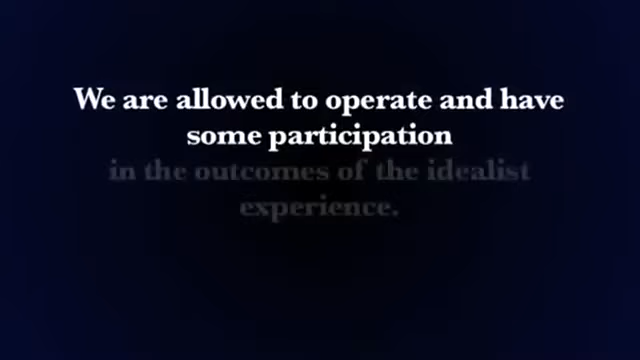 We are allowed to operate and have
some participation
in the outcomes of the idealist
experience.